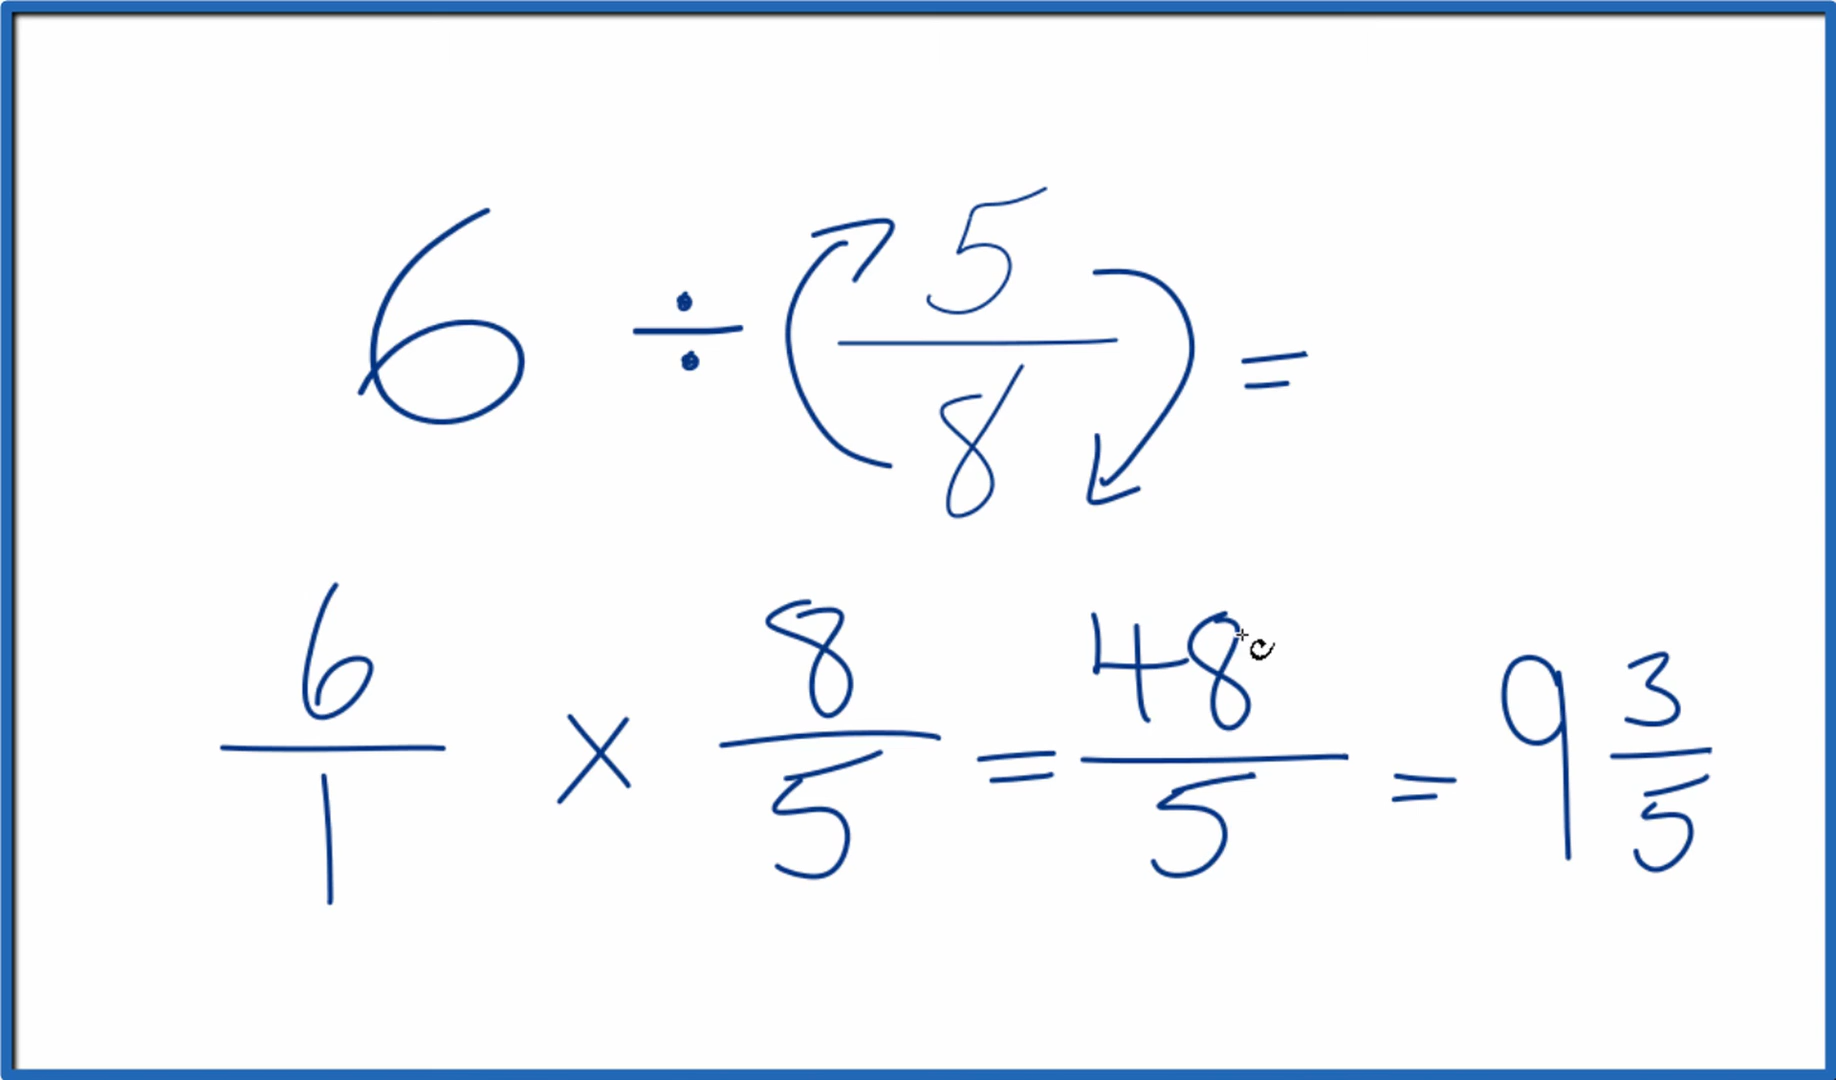 6 ÷ 5/8 =
6/1 × 8/5 = 48/5 = 9 3/5